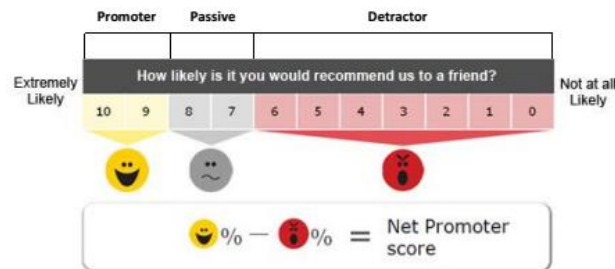 Promoter Passive Detractor
How likely is it you would recommend us to a friend?
Extremely
Likely
Not at all
Likely
10 9 8 7 6 5 4 3 2 1 0
% − % = Net Promoter
score